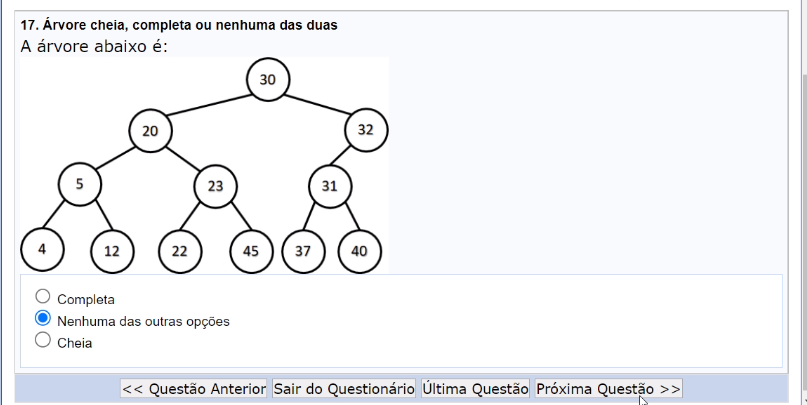 17. Árvore cheia, completa ou nenhuma das duas
A árvore abaixo é:
30
20
32
5
23
31
4
12
22
45
37
40
Completa
Nenhuma das outras opções
Cheia
<< Questão Anterior Sair do Questionário Última Questão Próxima Questão >>